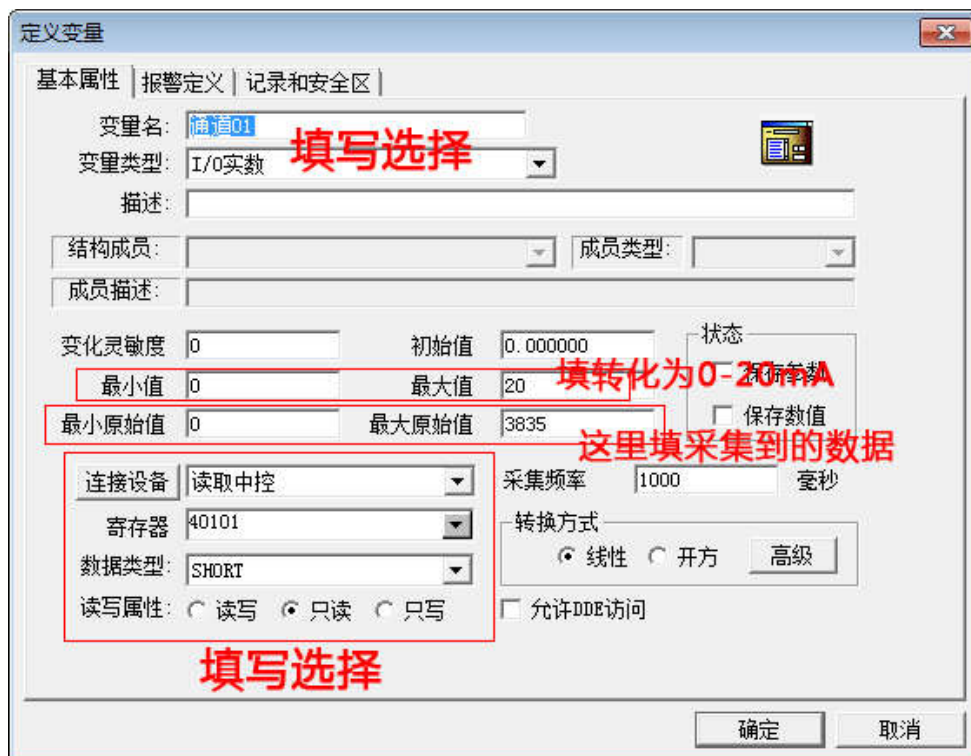 定义变量
基本属性 报警定义 记录和安全区
变量名: 通道01
填写选择
变量类型: I/O实数
描述:
结构成员: 成员类型:
成员描述:
变化灵敏度 0 初始值 0.000000 状态
最小值 0 最大值 20 填转化为0-20mA 保存参数
最小原始值 0 最大原始值 3835 保存数值
这里填采集到的数据
连接设备 读取中控 采集频率 1000 毫秒
寄存器 40101 转换方式
线性 开方 高级
数据类型: SHORT
读写属性: 读写 只读 只写 允许DDE访问
填写选择
确定 取消